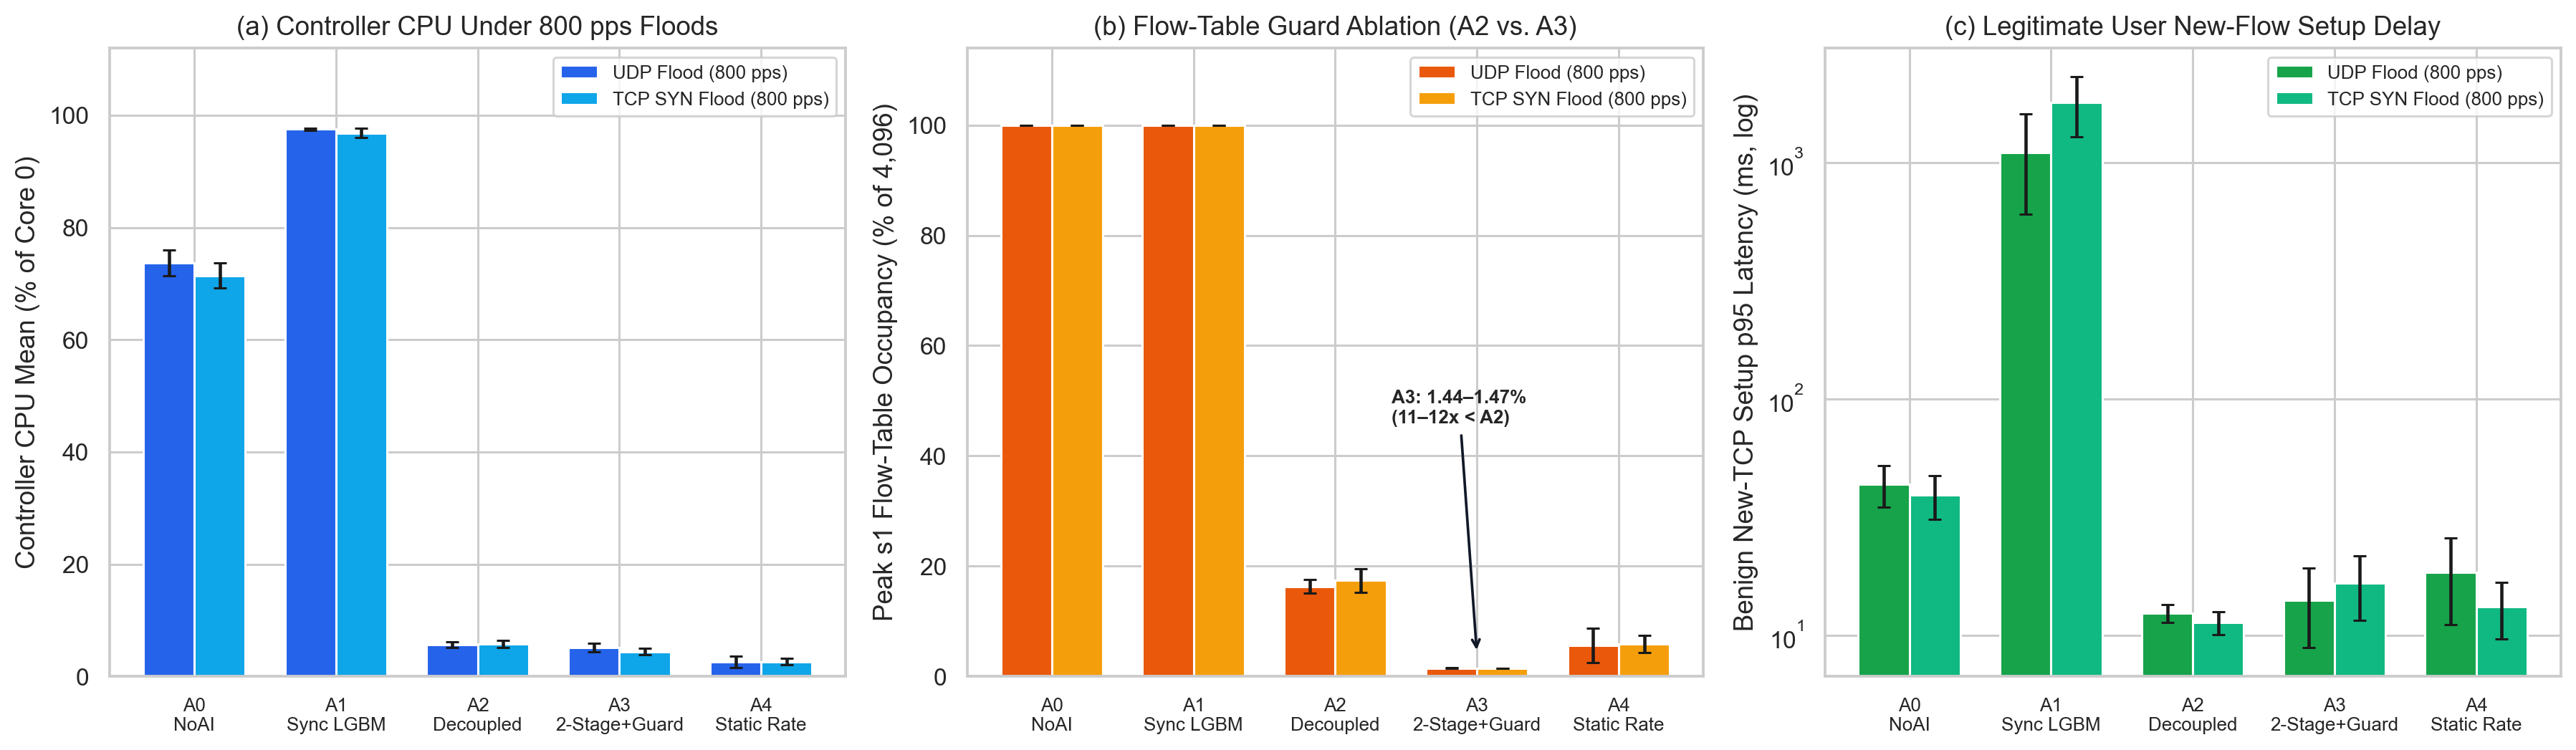 (a) Controller CPU Under 800 pps Floods
UDP Flood (800 pps)
TCP SYN Flood (800 pps)
Controller CPU Mean (% of Core 0)
100
80
60
40
20
0
A0
NoAI
A1
Sync LGBM
A2
Decoupled
A3
2-Stage+Guard
A4
Static Rate
(b) Flow-Table Guard Ablation (A2 vs. A3)
UDP Flood (800 pps)
TCP SYN Flood (800 pps)
Peak s1 Flow-Table Occupancy (% of 4,096)
100
80
60
40
20
0
A3: 1.44–1.47%
(11–12x < A2)
A0
NoAI
A1
Sync LGBM
A2
Decoupled
A3
2-Stage+Guard
A4
Static Rate
(c) Legitimate User New-Flow Setup Delay
UDP Flood (800 pps)
TCP SYN Flood (800 pps)
Benign New-TCP Setup p95 Latency (ms, log)
10³
10²
10¹
A0
NoAI
A1
Sync LGBM
A2
Decoupled
A3
2-Stage+Guard
A4
Static Rate